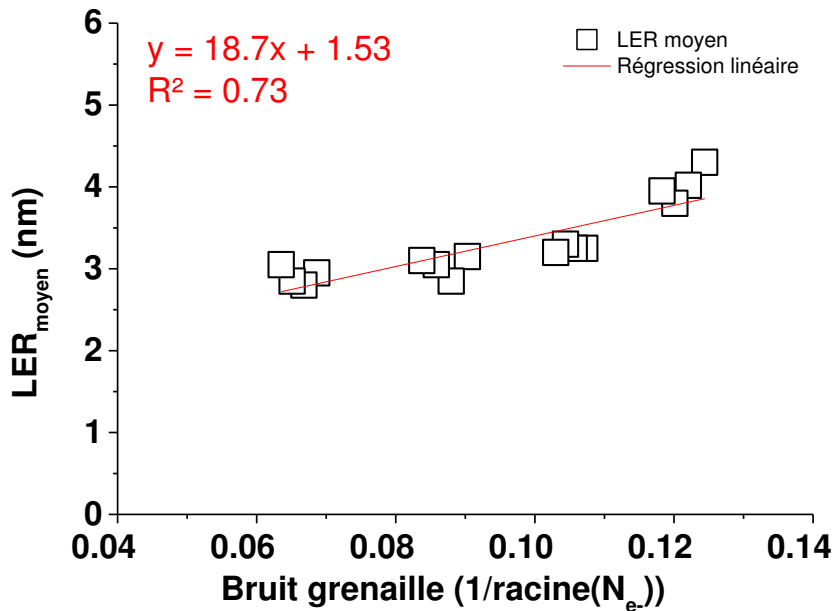 y = 18.7x + 1.53
R² = 0.73
LER moyen
Régression linéaire
6
5
4
3
2
1
0
LERmoyen (nm)
0.04 0.06 0.08 0.10 0.12 0.14
Bruit grenaille (1/racine(Ne-))